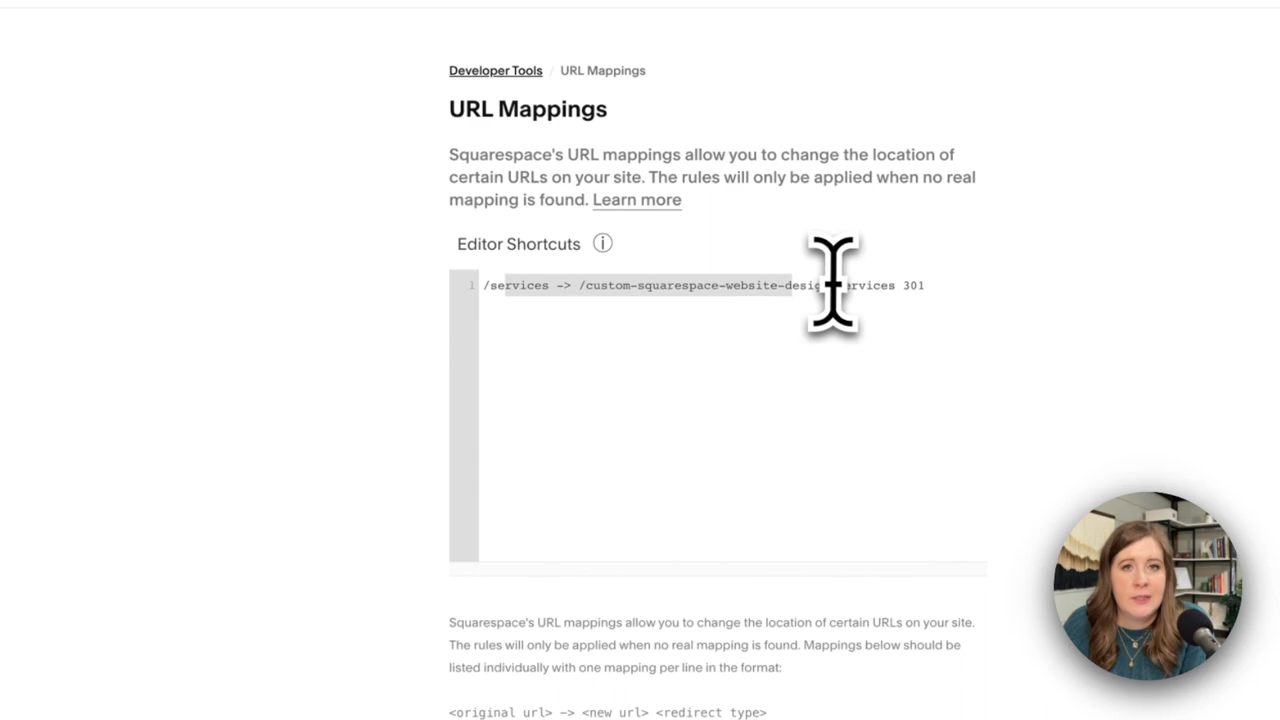 Developer Tools / URL Mappings
URL Mappings
Squarespace's URL mappings allow you to change the location of
certain URLs on your site. The rules will only be applied when no real
mapping is found. Learn more
Editor Shortcuts
1 /services -> /custom-squarespace-website-design-services 301
Squarespace's URL mappings allow you to change the location of certain URLs on your site.
The rules will only be applied when no real mapping is found. Mappings below should be
listed individually with one mapping per line in the format:
<original url> -> <new url> <redirect type>